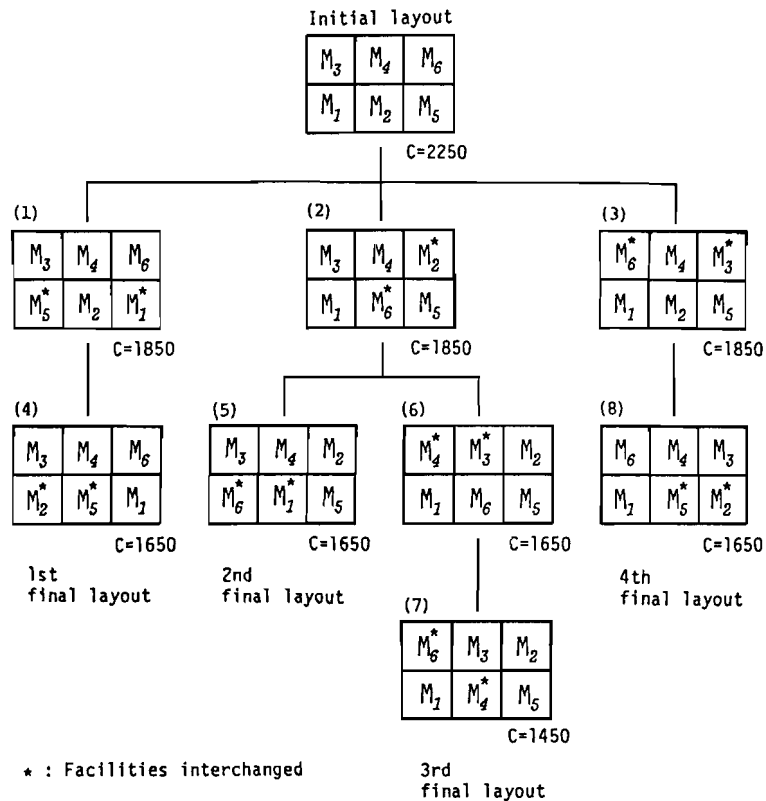 Initial layout
M3 M4 M6
M1 M2 M5
C=2250
(1) (2) (3)
M3 M4 M6 M3 M4 M2* M6* M4 M3*
M5* M2 M1* M1 M6* M5 M1 M2 M5
C=1850 C=1850 C=1850
(4) (5) (6) (8)
M3 M4 M6 M3 M4 M2 M4* M3* M2 M6 M4 M3
M2* M5* M1 M6* M1* M5 M1 M6 M5 M1 M5* M2*
C=1650 C=1650 C=1650 C=1650
1st 2nd 4th
final layout final layout final layout
(7)
M6* M3 M2
M1 M4* M5
C=1450
* : Facilities interchanged 3rd
final layout